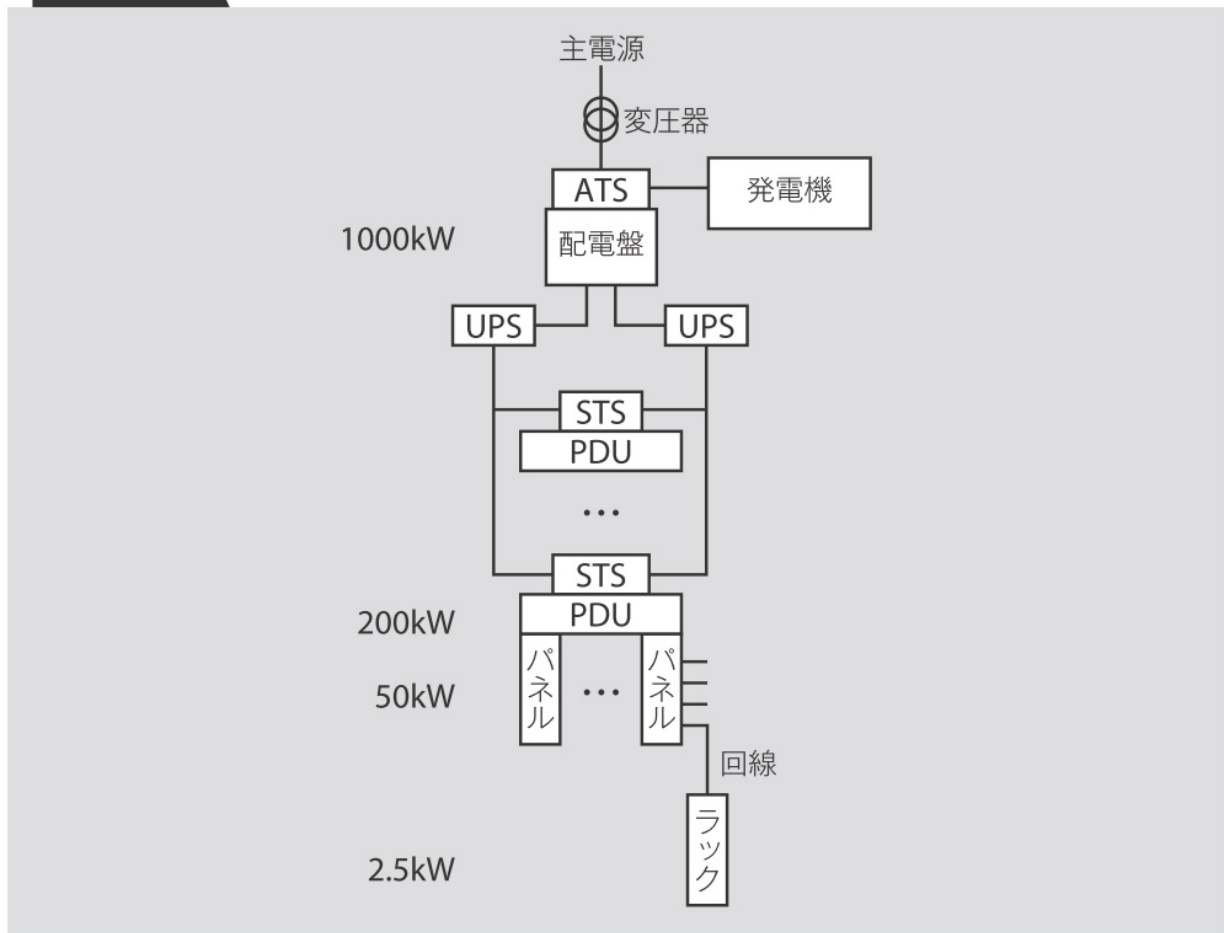 主電源
変圧器
ATS
発電機
1000kW
配電盤
UPS
UPS
STS
PDU
…
STS
200kW
PDU
50kW
パネル
…
パネル
回線
2.5kW
ラック